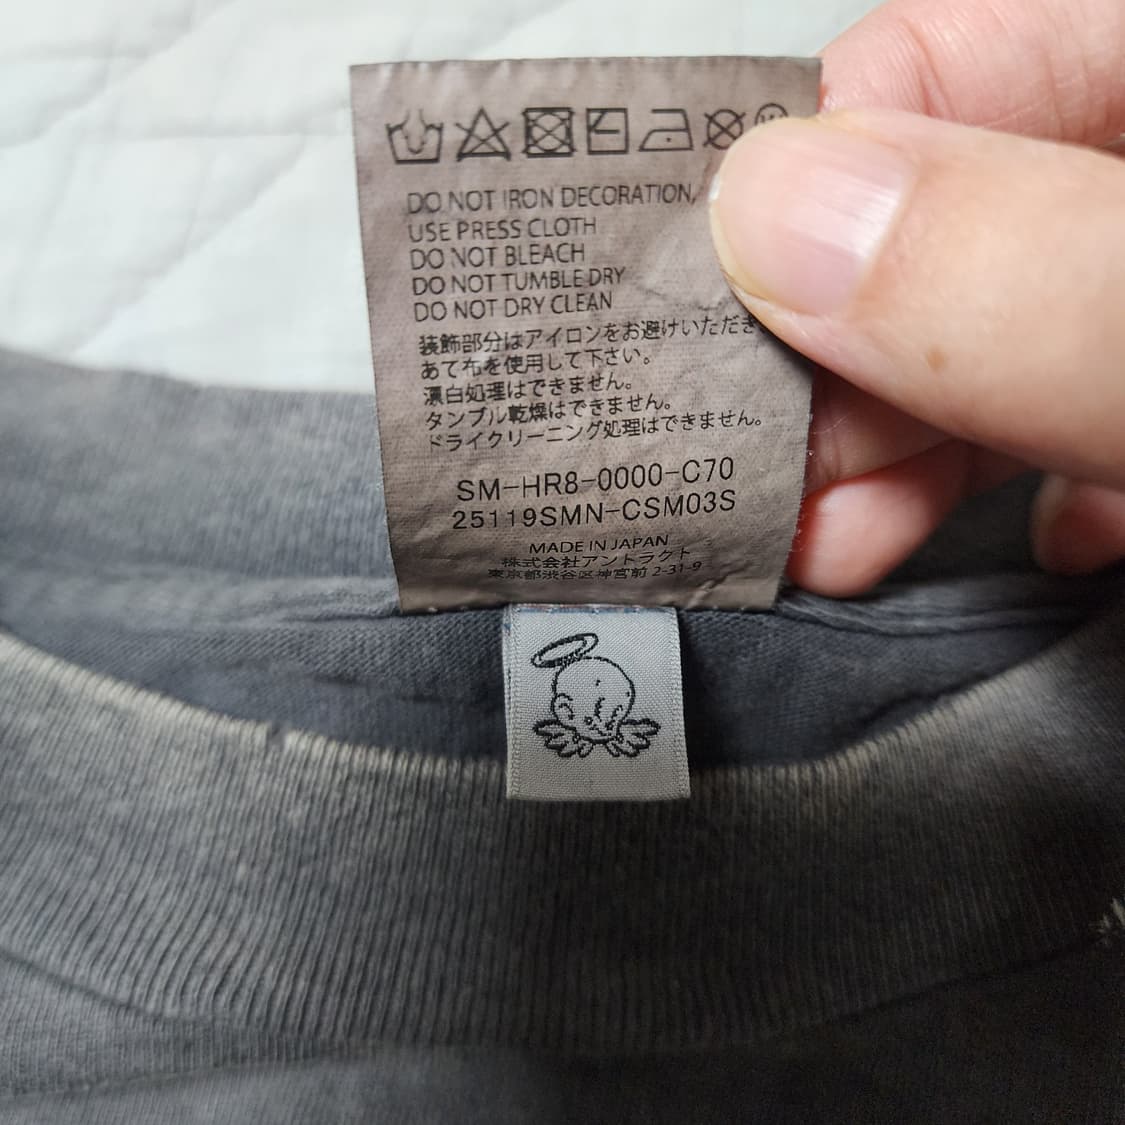 DO NOT IRON DECORATION,
USE PRESS CLOTH
DO NOT BLEACH
DO NOT TUMBLE DRY
DO NOT DRY CLEAN
装飾部分はアイロンをお避けいただき
あて布を使用して下さい。
漂白処理はできません。
タンブル乾燥はできません。
ドライクリーニング処理はできません。
SM-HR8-0000-C70
25119SMN-CSM03S
MADE IN JAPAN
株式会社アントラクト
東京都渋谷区神宮前 2-31-9